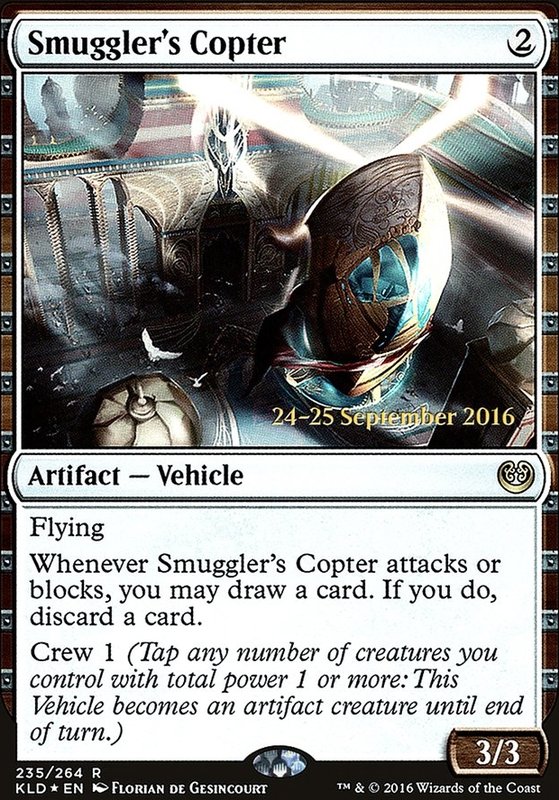 Smuggler's Copter 2
24–25 September 2016
Artifact — Vehicle
Flying
Whenever Smuggler's Copter attacks or
blocks, you may draw a card. If you do,
discard a card.
Crew 1 (Tap any number of creatures you
control with total power 1 or more: This
Vehicle becomes an artifact creature until end
of turn.)
3/3
235/264 R
KLD ★ EN Florian de Gesincourt
™ & © 2016 Wizards of the Coast